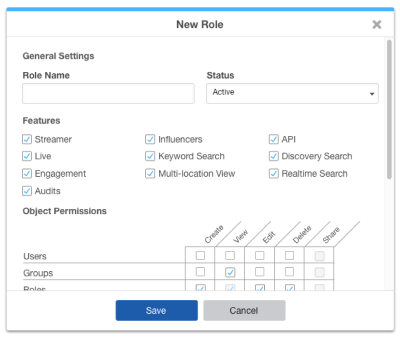 New Role
General Settings
Role Name Status
Active
Features
Streamer Influencers API
Live Keyword Search Discovery Search
Engagement Multi-location View Realtime Search
Audits
Object Permissions
Create View Edit Delete Share
Users
Groups
Roles
Save Cancel